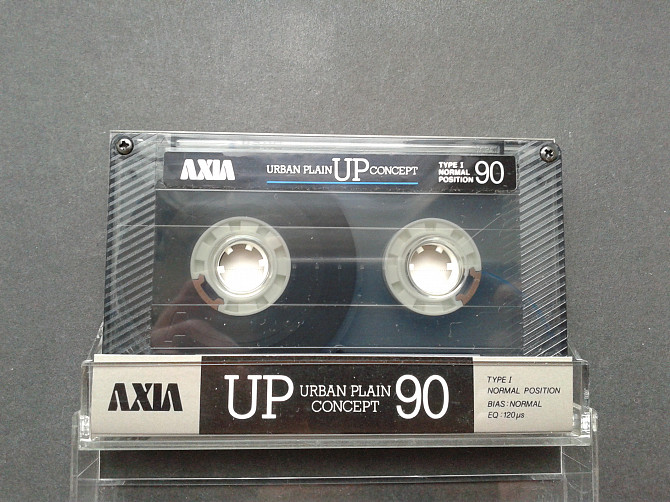 AXIA
URBAN PLAIN UP CONCEPT
TYPE I
NORMAL
POSITION
90
AXIA
UP
URBAN PLAIN
CONCEPT
90
TYPE I
NORMAL POSITION
BIAS:NORMAL
EQ:120μs